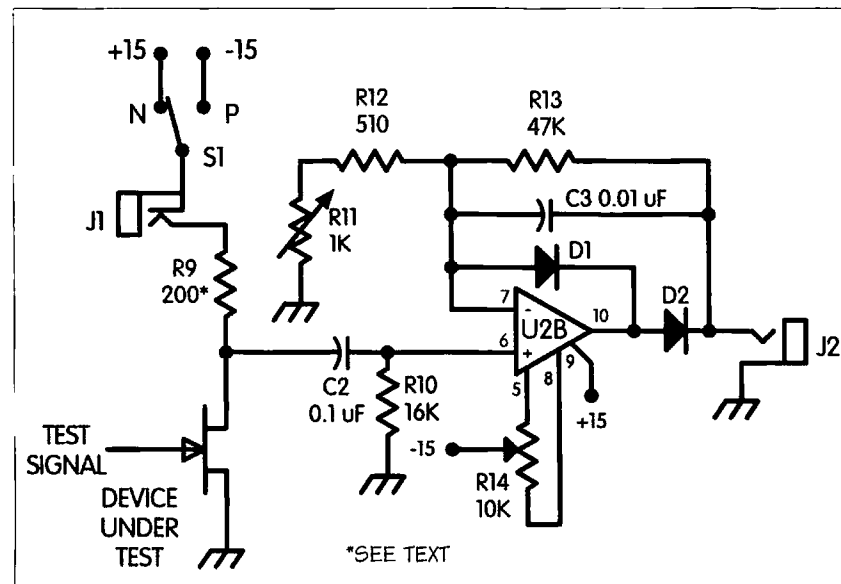 +15
-15
N
P
S1
J1
R9
200*
R12
510
R13
47K
R11
1K
C3 0.01 uF
D1
D2
7
-
U2B
10
6
+
9
5
8
+15
J2
C2
0.1 uF
R10
16K
-15
R14
10K
TEST
SIGNAL
DEVICE
UNDER
TEST
*SEE TEXT